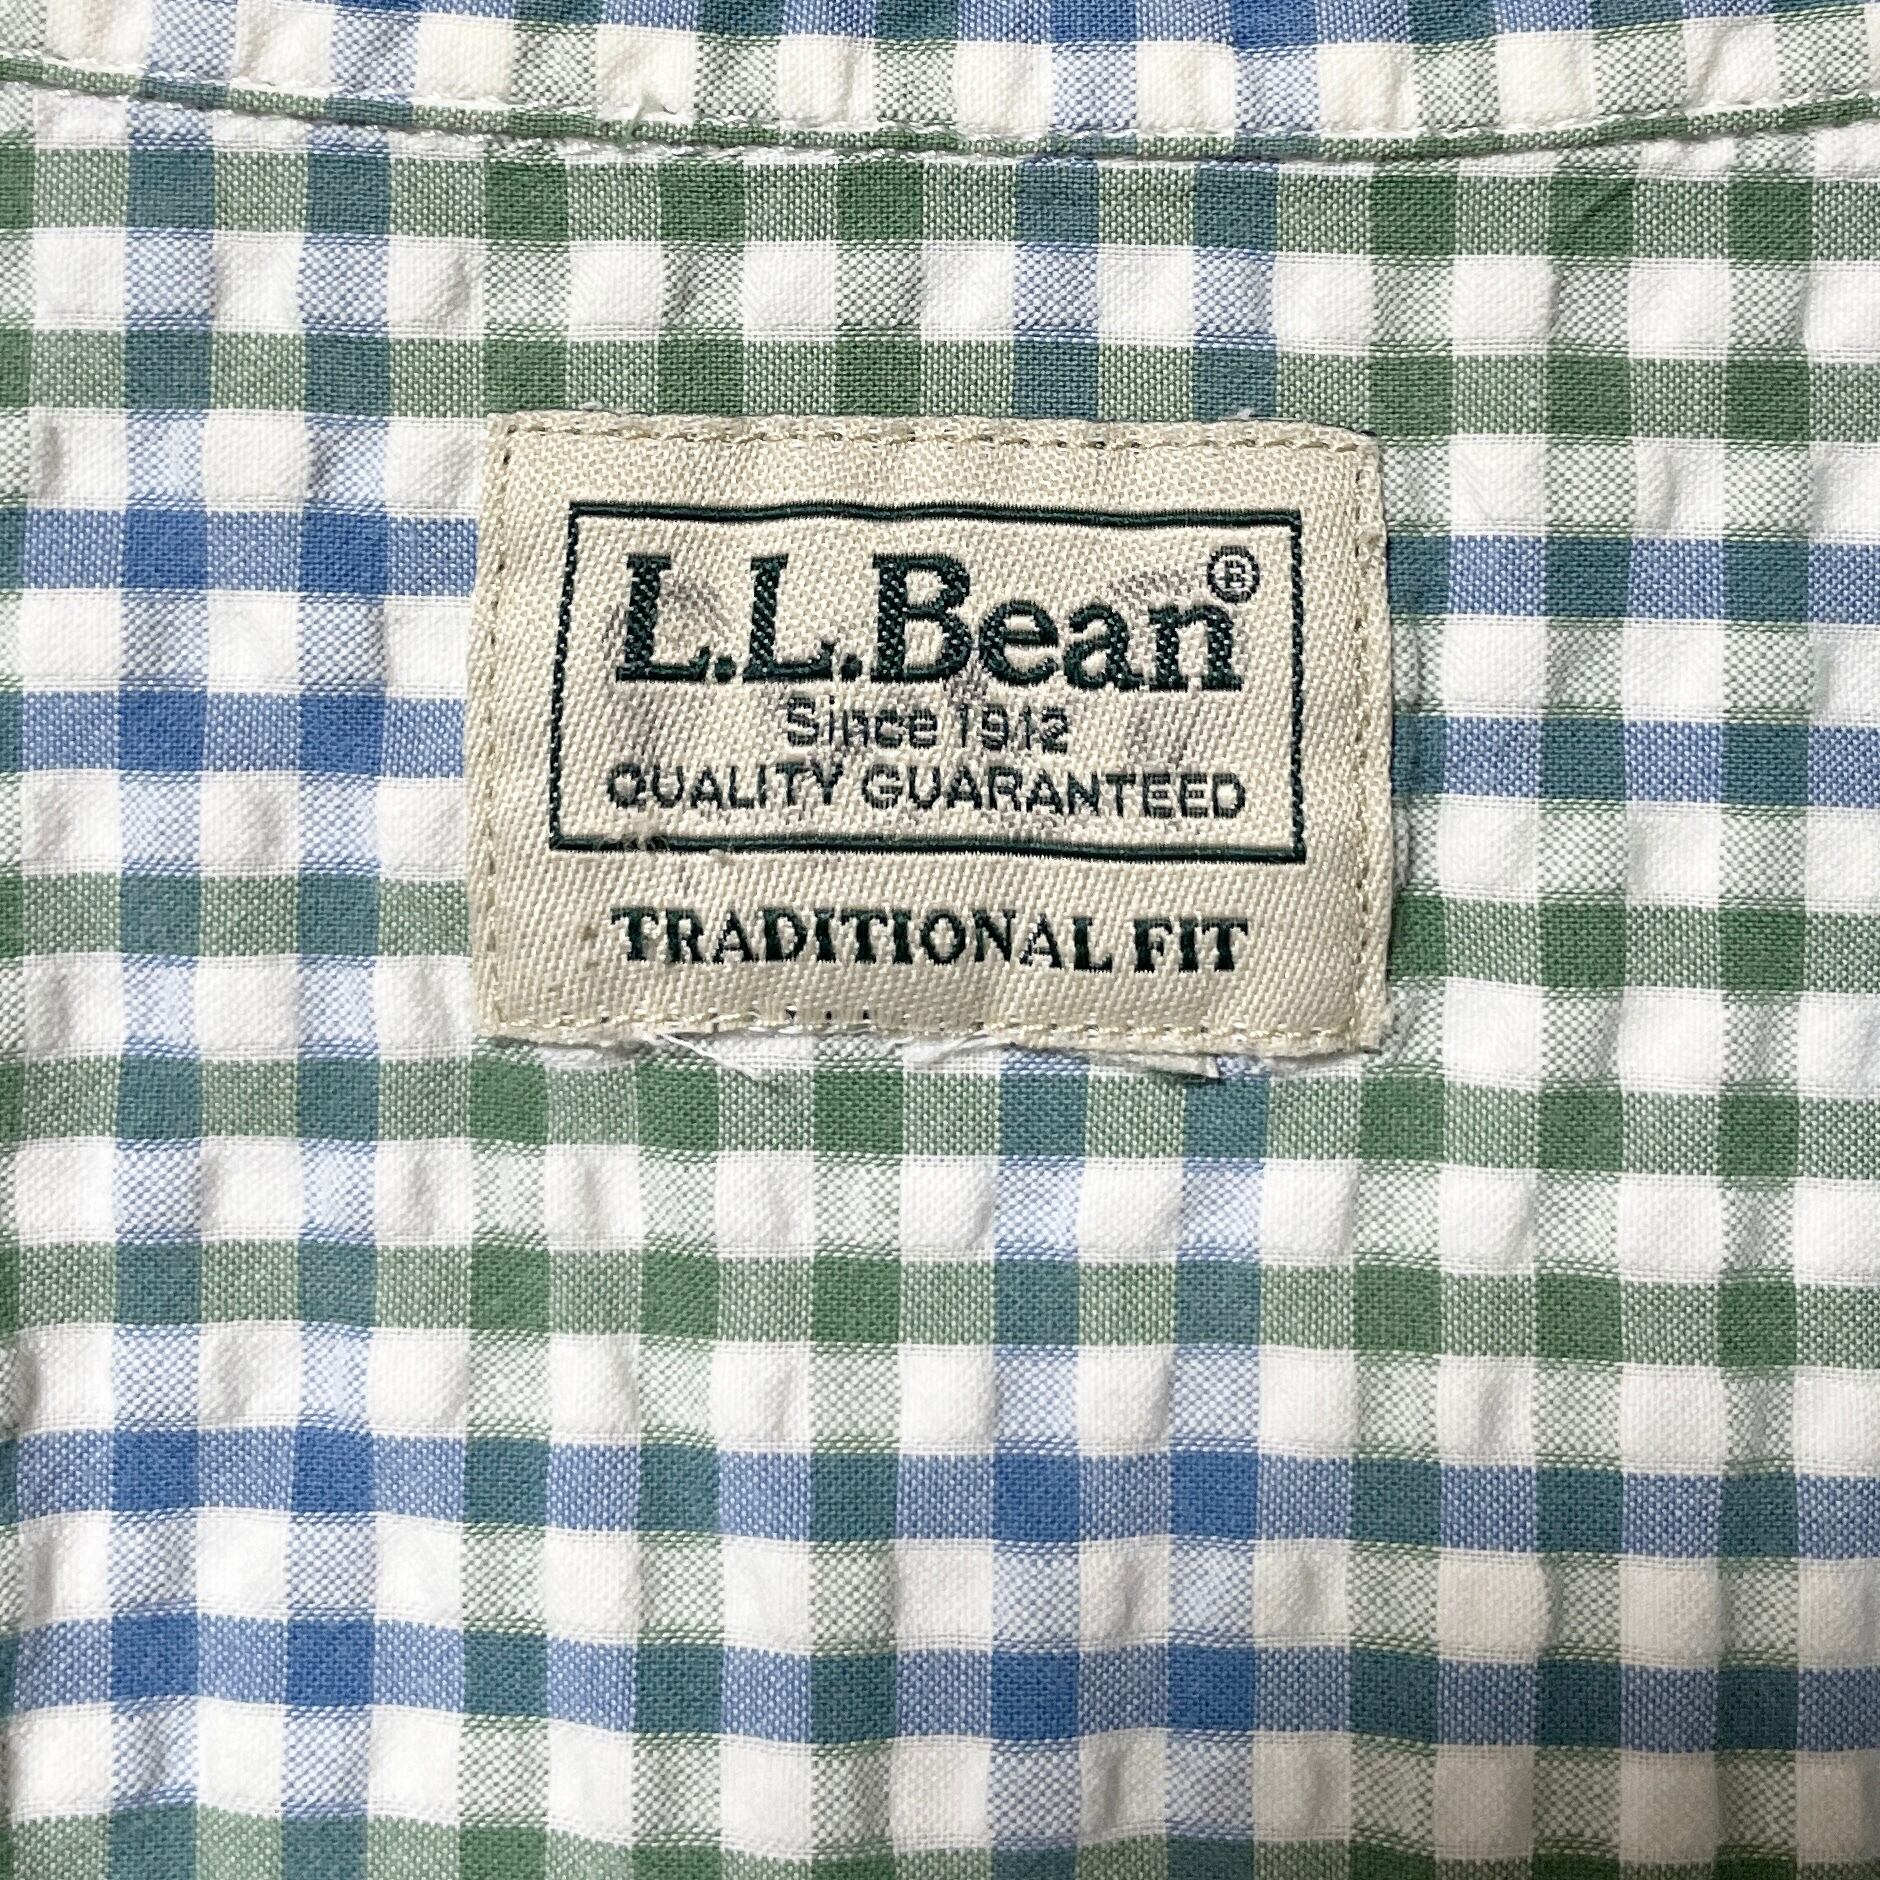 L.L.Bean®
Since 1912
QUALITY GUARANTEED
TRADITIONAL FIT